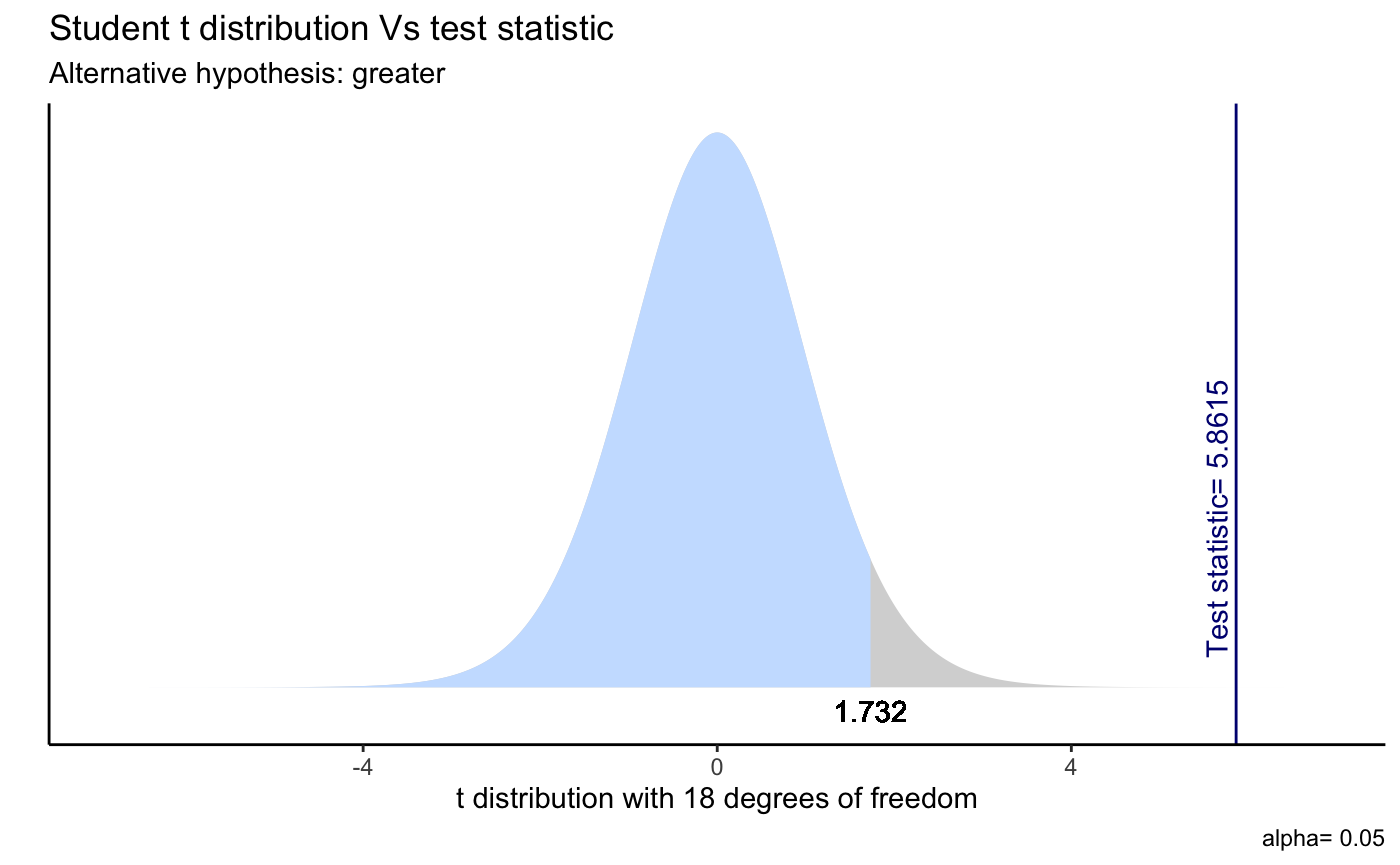 Student t distribution Vs test statistic
Alternative hypothesis: greater
Test statistic= 5.8615
1.732
-4
0
4
t distribution with 18 degrees of freedom
alpha= 0.05